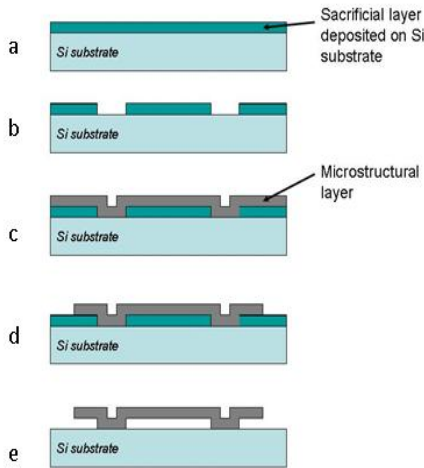 Sacrificial layer
deposited on Si
substrate
a
Si substrate
b
Si substrate
Microstructural
layer
c
Si substrate
d
Si substrate
e
Si substrate